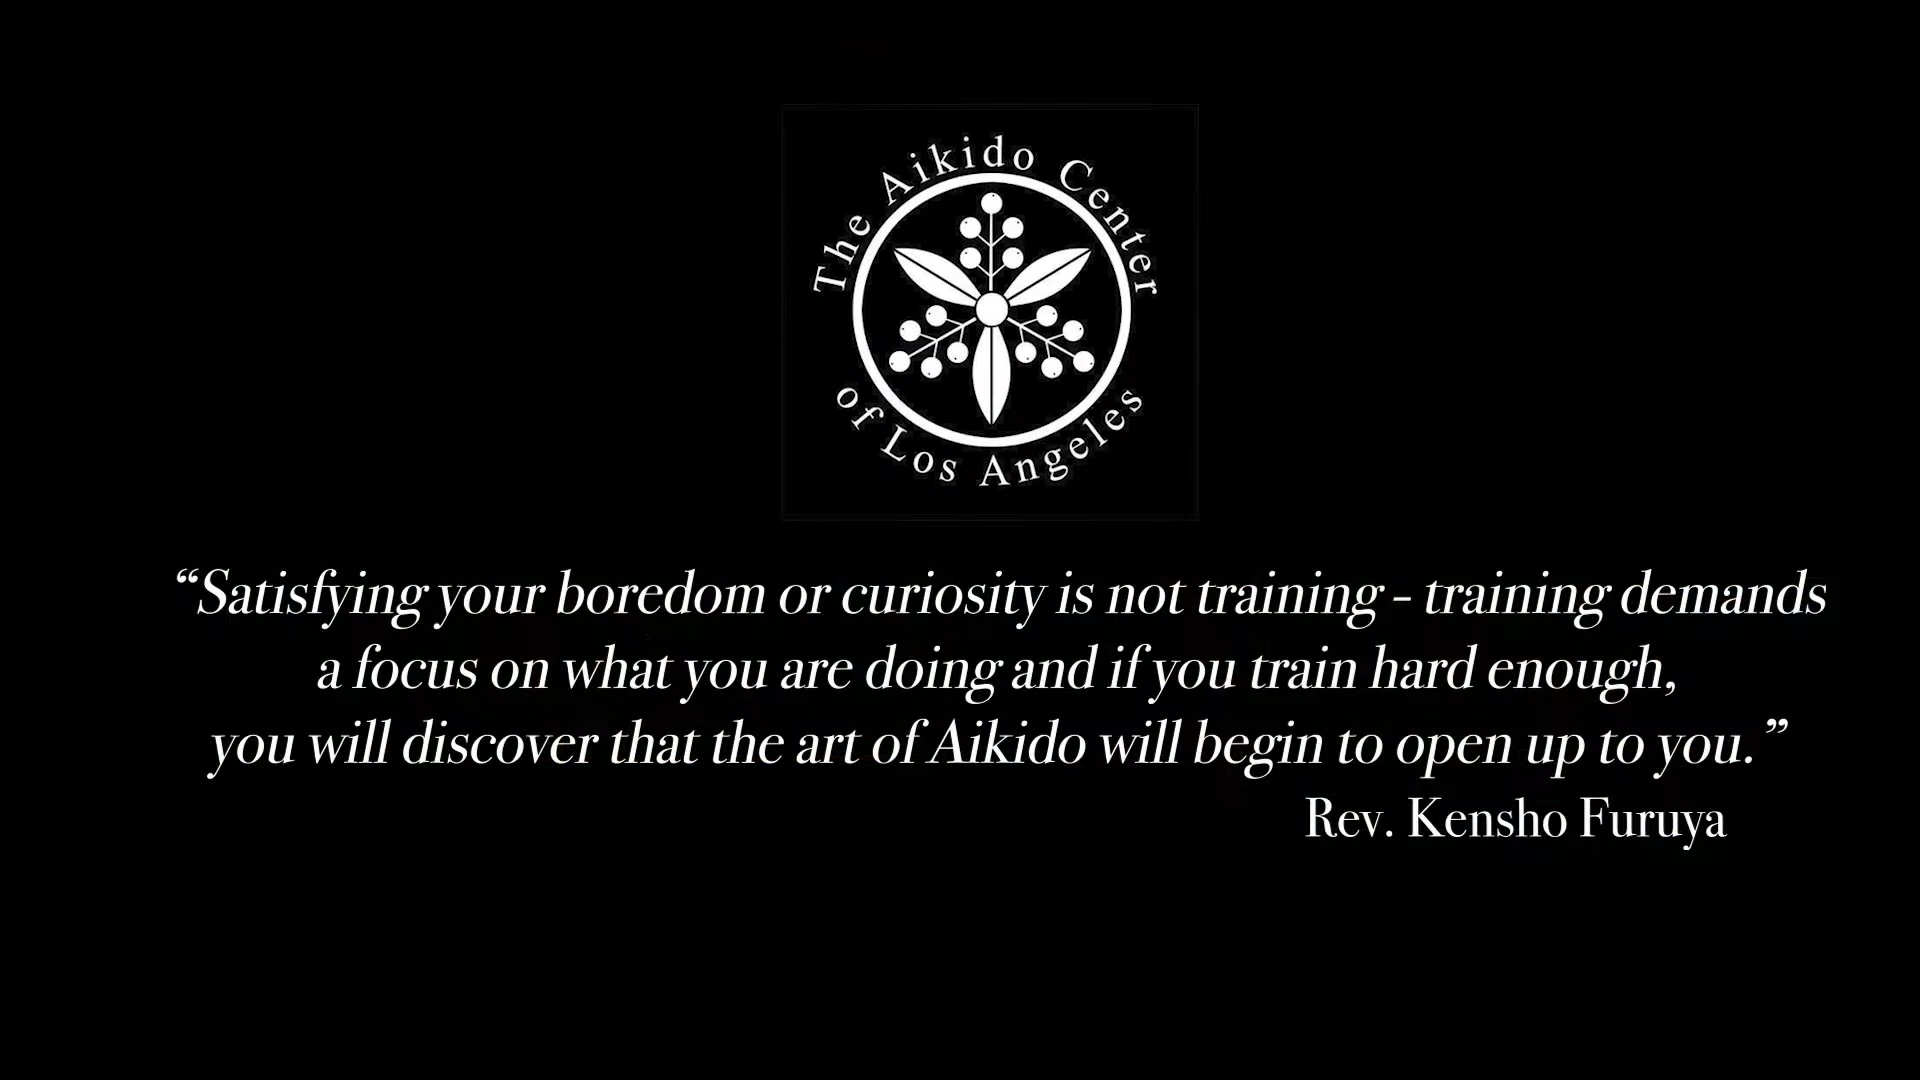 The Aikido Center
of Los Angeles
“Satisfying your boredom or curiosity is not training - training demands
a focus on what you are doing and if you train hard enough,
you will discover that the art of Aikido will begin to open up to you.”
Rev. Kensho Furuya